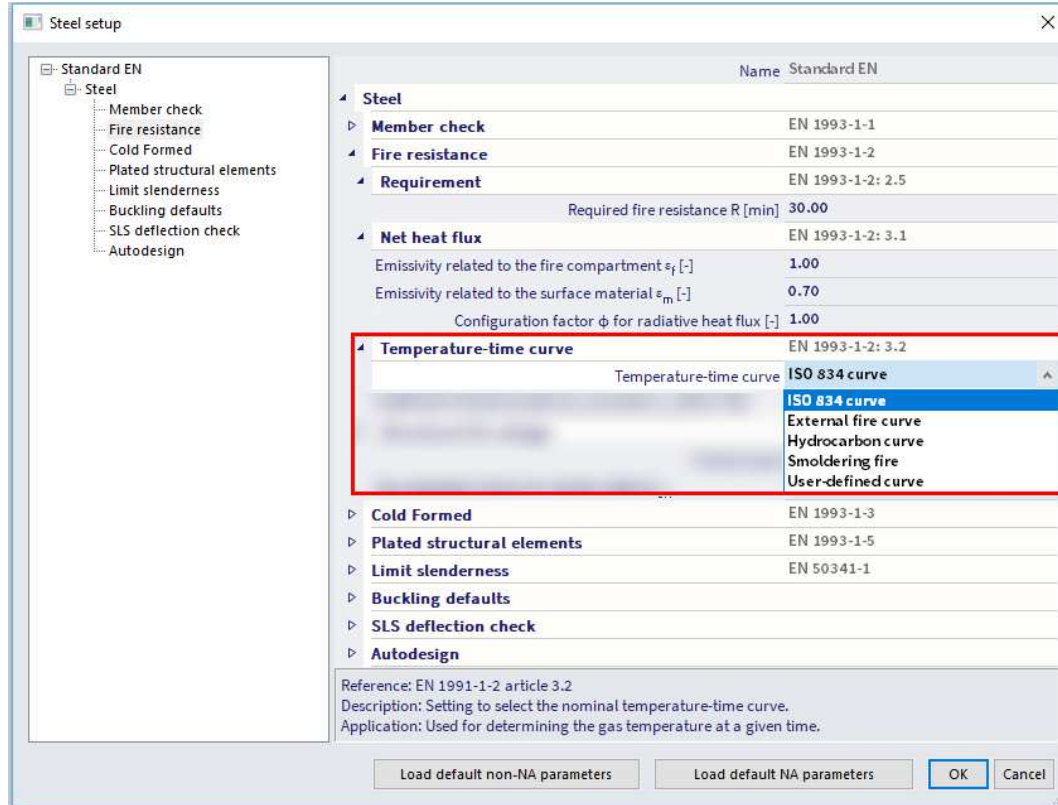 Steel setup
Standard EN
Steel
Member check
Fire resistance
Cold Formed
Plated structural elements
Limit slenderness
Buckling defaults
SLS deflection check
Autodesign
Name Standard EN
Steel
Member check EN 1993-1-1
Fire resistance EN 1993-1-2
Requirement EN 1993-1-2: 2.5
Required fire resistance R [min] 30.00
Net heat flux EN 1993-1-2: 3.1
Emissivity related to the fire compartment εf [-] 1.00
Emissivity related to the surface material εm [-] 0.70
Configuration factor ϕ for radiative heat flux [-] 1.00
Temperature-time curve EN 1993-1-2: 3.2
Temperature-time curve ISO 834 curve
ISO 834 curve
External fire curve
Hydrocarbon curve
Smoldering fire
User-defined curve
Cold Formed EN 1993-1-3
Plated structural elements EN 1993-1-5
Limit slenderness EN 50341-1
Buckling defaults
SLS deflection check
Autodesign
Reference: EN 1991-1-2 article 3.2
Description: Setting to select the nominal temperature-time curve.
Application: Used for determining the gas temperature at a given time.
Load default non-NA parameters Load default NA parameters OK Cancel